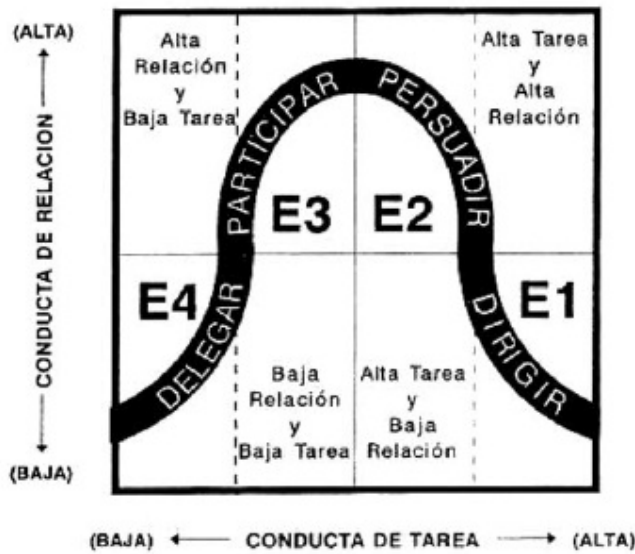 (ALTA)
CONDUCTA DE RELACION
(BAJA)
Alta
Relación
y
Baja Tarea
Alta Tarea
y
Alta
Relación
PARTICIPAR
PERSUADIR
E3
E2
E4
E1
DELEGAR
DIRIGIR
Baja
Relación
y
Baja Tarea
Alta Tarea
y
Baja
Relación
(BAJA) CONDUCTA DE TAREA (ALTA)